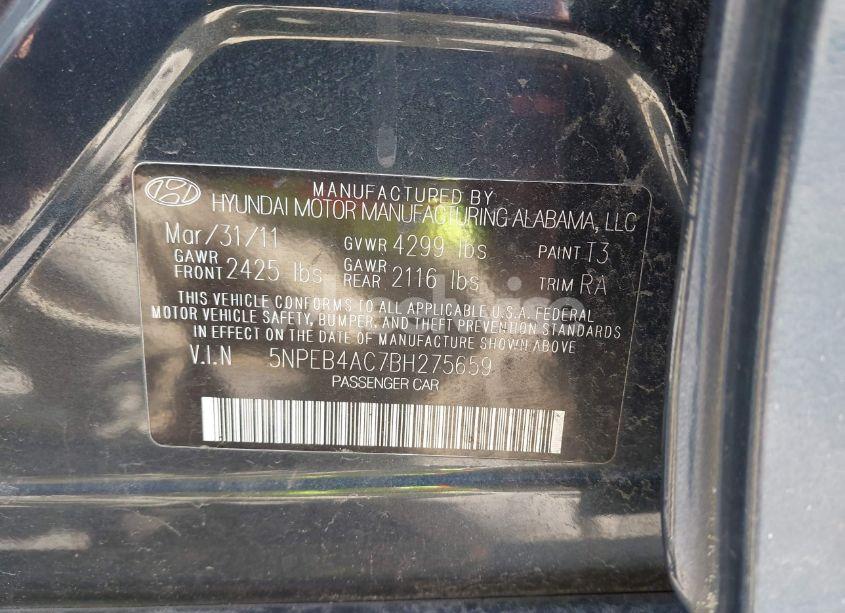 MANUFACTURED BY
HYUNDAI MOTOR MANUFACTURING ALABAMA, LLC
Mar/31/11 GVWR 4299 lbs PAINT T3
GAWR FRONT 2425 lbs GAWR REAR 2116 lbs TRIM RA
THIS VEHICLE CONFORMS TO ALL APPLICABLE U.S.A. FEDERAL
MOTOR VEHICLE SAFETY, BUMPER, AND THEFT PREVENTION STANDARDS
IN EFFECT ON THE DATE OF MANUFACTURE SHOWN ABOVE
V.I.N 5NPEB4AC7BH275659
PASSENGER CAR